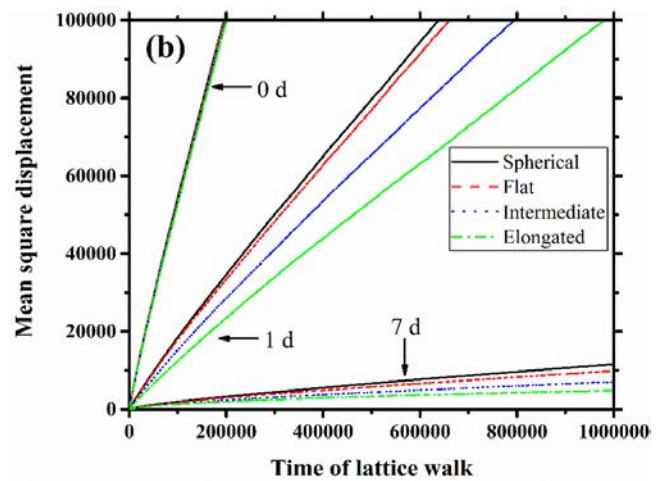 (b)
100000
80000
60000
40000
20000
0
Mean square displacement
0 d
1 d
7 d
Spherical
Flat
Intermediate
Elongated
0 200000 400000 600000 800000 1000000
Time of lattice walk